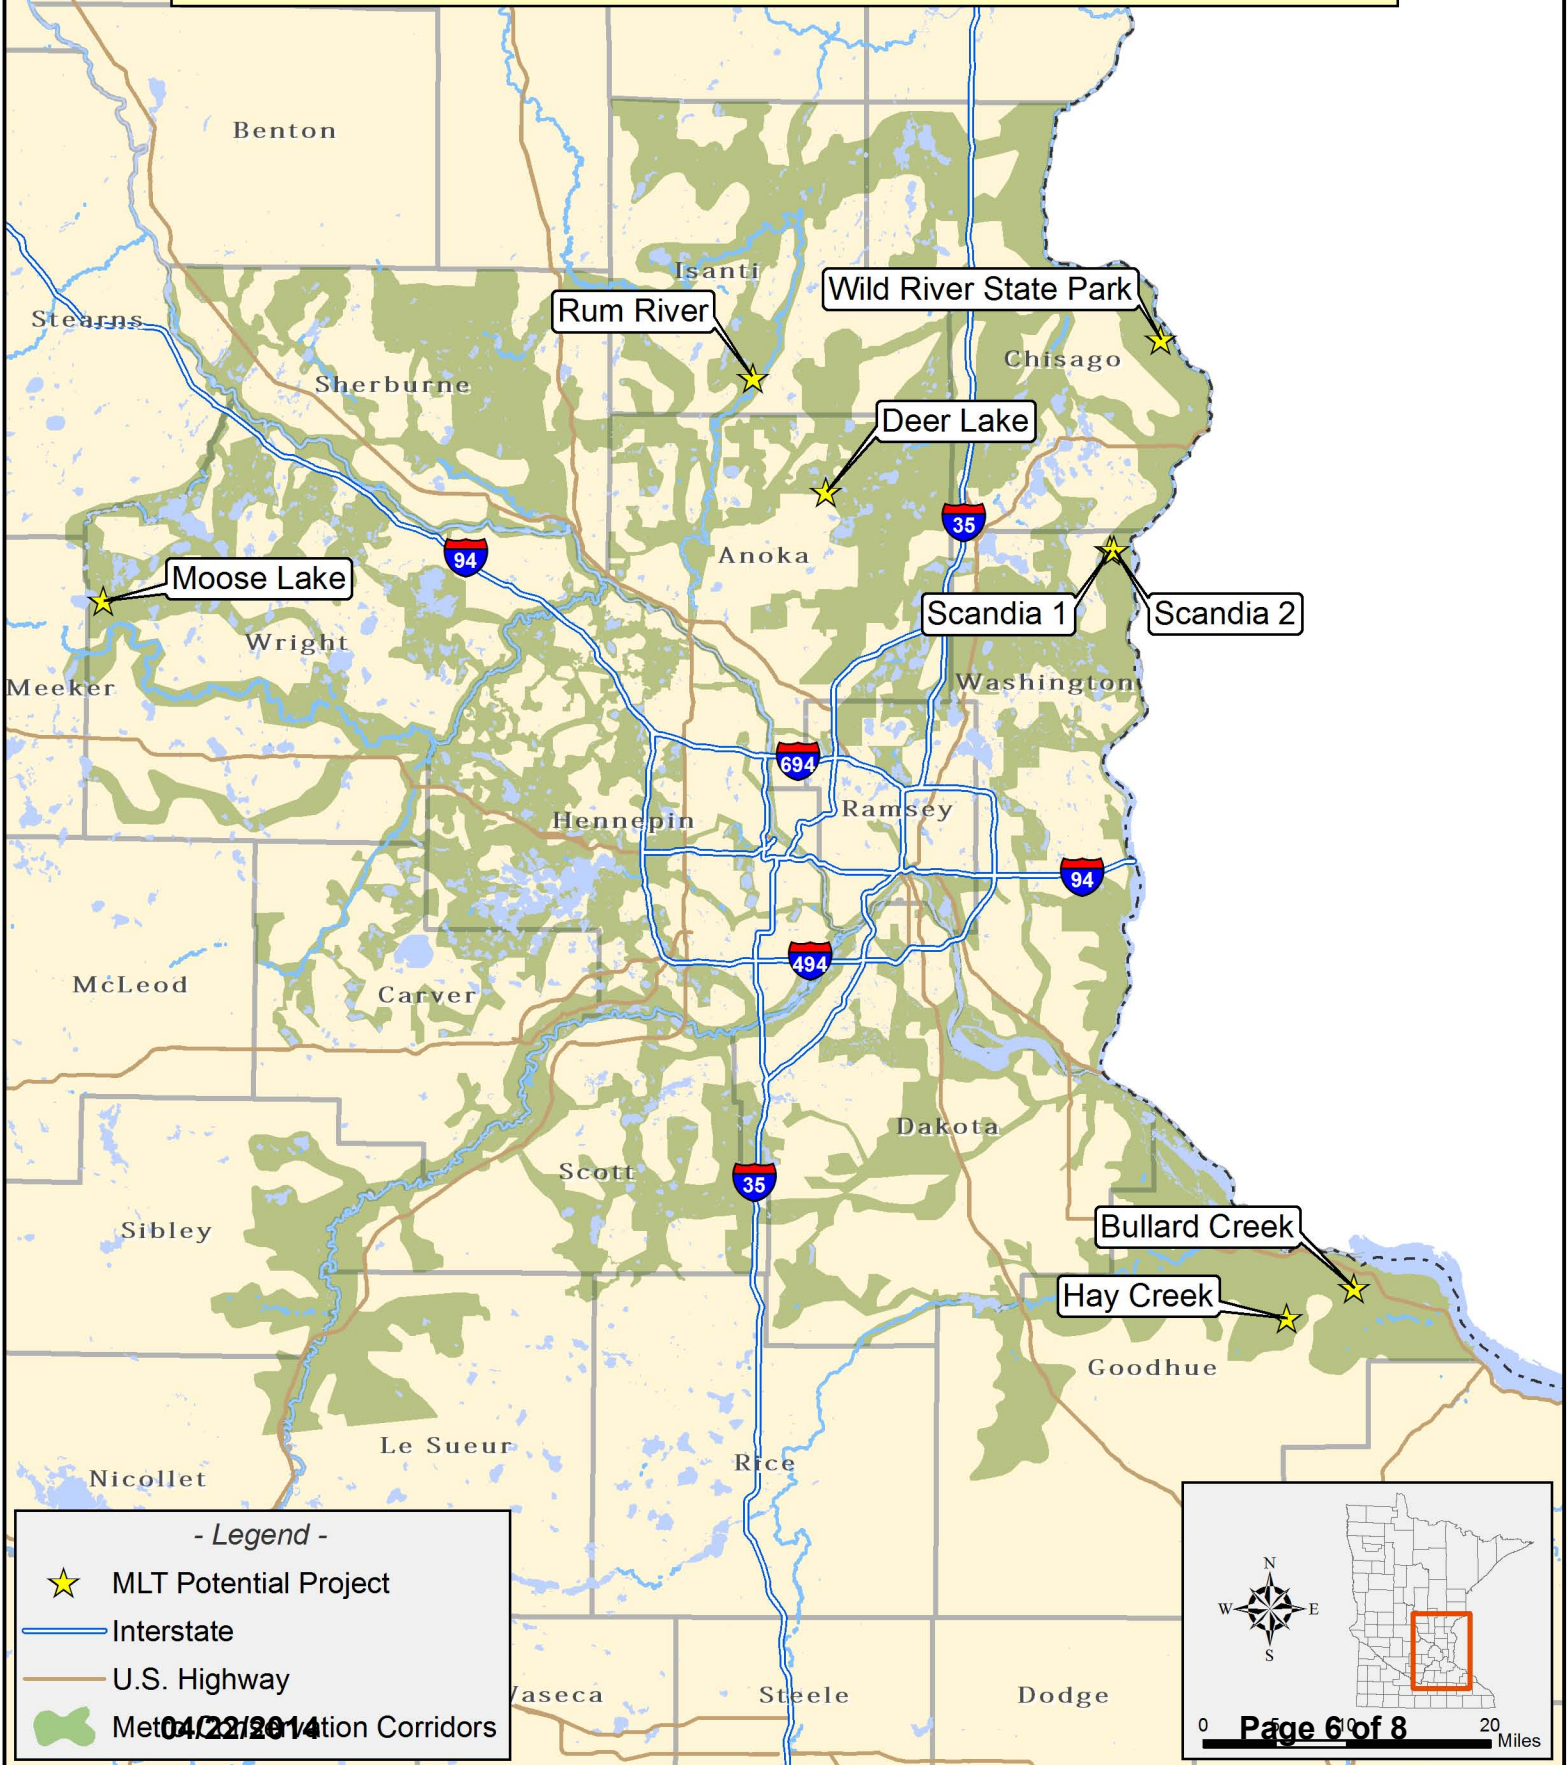 Benton
Isanti
Wild River State Park
Rum River
Stearns
Chisago
Sherburne
Deer Lake
35
94
Anoka
Moose Lake
Scandia 1
Scandia 2
Wright
Meeker
Washington
694
Hennepin
Ramsey
94
494
McLeod
Carver
Dakota
Scott
35
Sibley
Bullard Creek
Hay Creek
Goodhue
Le Sueur
Rice
Nicollet
- Legend -
MLT Potential Project
Interstate
U.S. Highway
Metro Conservation Corridors
04/22/2014
aseca
Steele
Dodge
N
W
E
S
0 5 10 20
Miles
Page 6 of 8